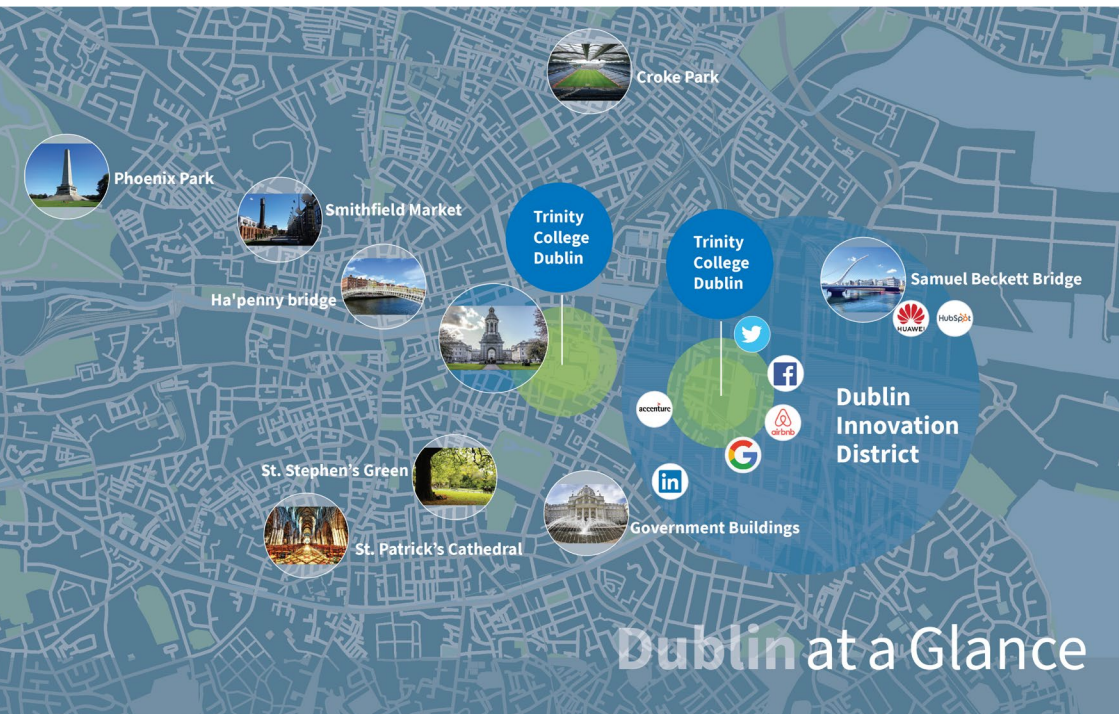 Croke Park
Phoenix Park
Smithfield Market
Trinity
College
Dublin
Trinity
College
Dublin
Ha'penny bridge
Samuel Beckett Bridge
HUAWEI
HubSpot
accenture
airbnb
Dublin
Innovation
District
St. Stephen's Green
in
Government Buildings
St. Patrick's Cathedral
Dublin at a Glance